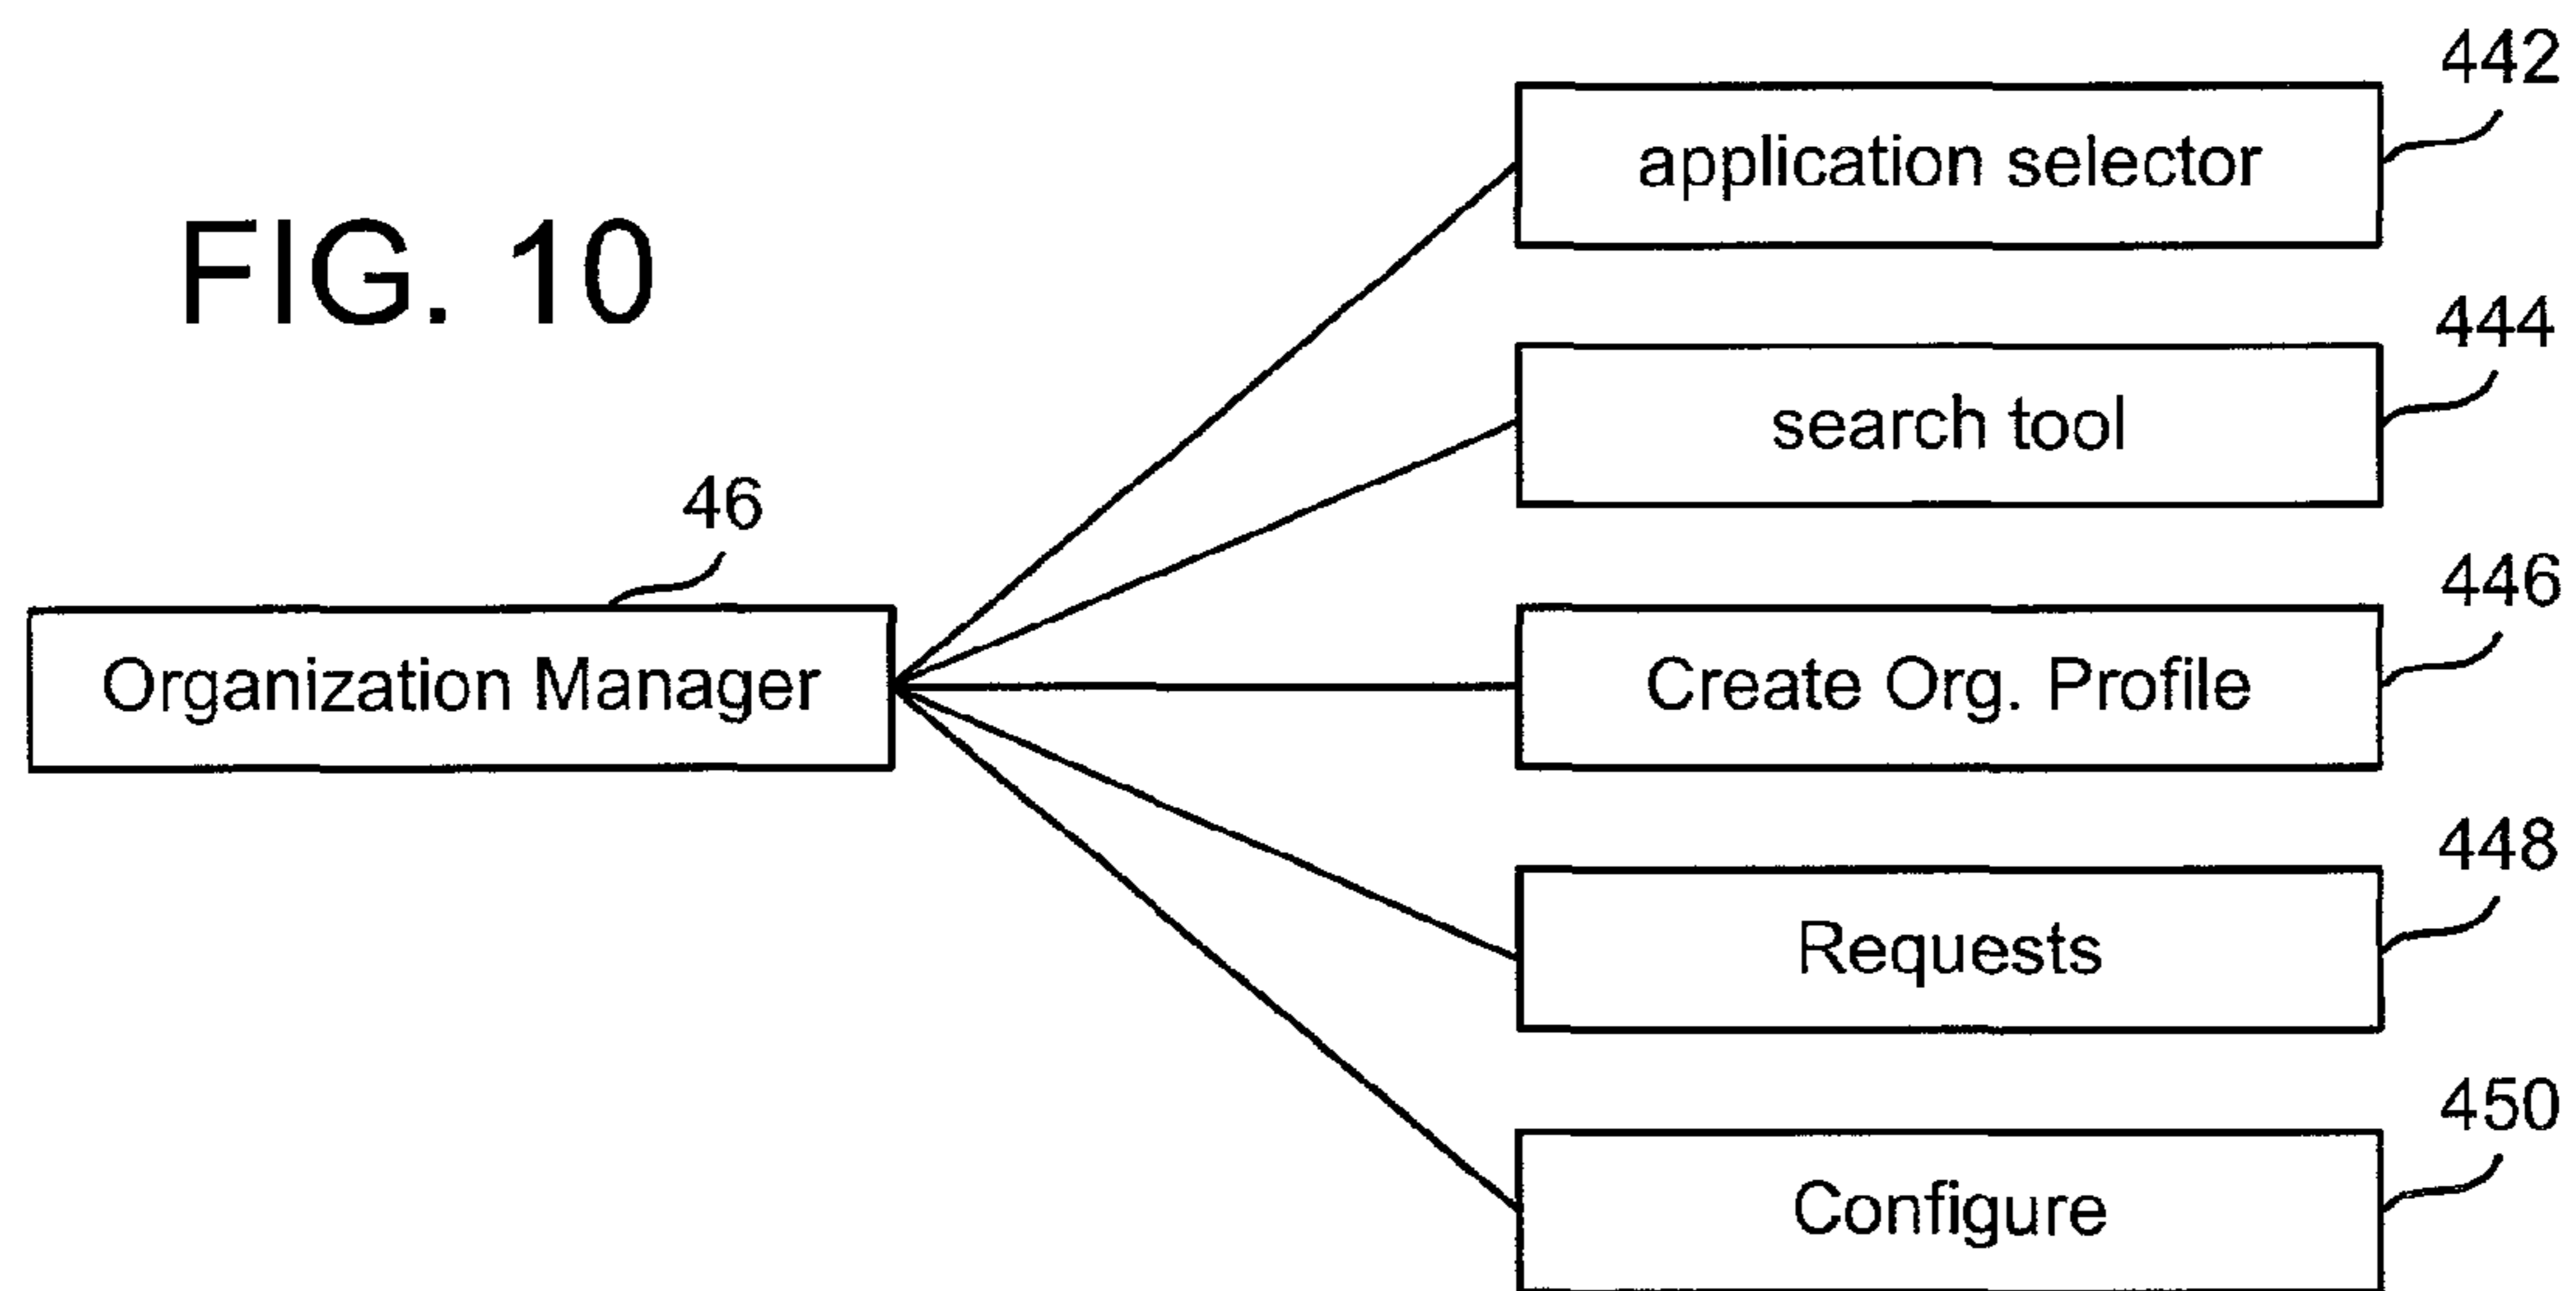 FIG. 10
442
application selector
444
search tool
46
Organization Manager
446
Create Org. Profile
448
Requests
450
Configure